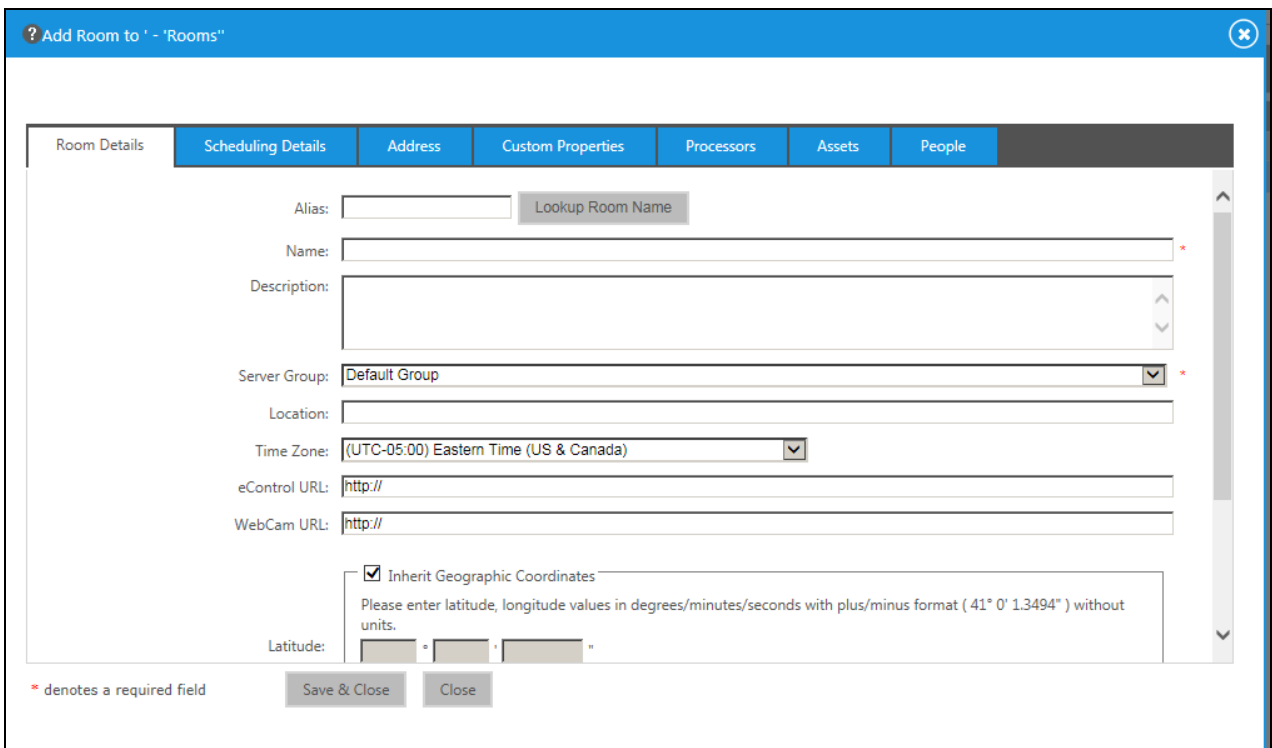 ? Add Room to ' - 'Rooms''
Room Details Scheduling Details Address Custom Properties Processors Assets People
Alias: Lookup Room Name
Name: *
Description:
Server Group: Default Group *
Location:
Time Zone: (UTC-05:00) Eastern Time (US & Canada)
eControl URL: http://
WebCam URL: http://
Inherit Geographic Coordinates
Please enter latitude, longitude values in degrees/minutes/seconds with plus/minus format ( 41° 0' 1.3494" ) without
units.
Latitude: ° ' "
* denotes a required field Save & Close Close